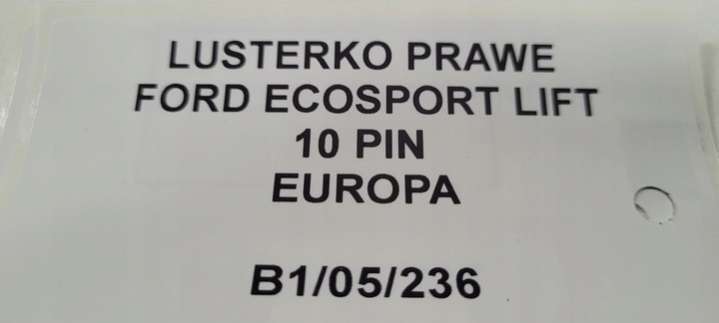 LUSTERKO PRAWE
FORD ECOSPORT LIFT
10 PIN
EUROPA
B1/05/236